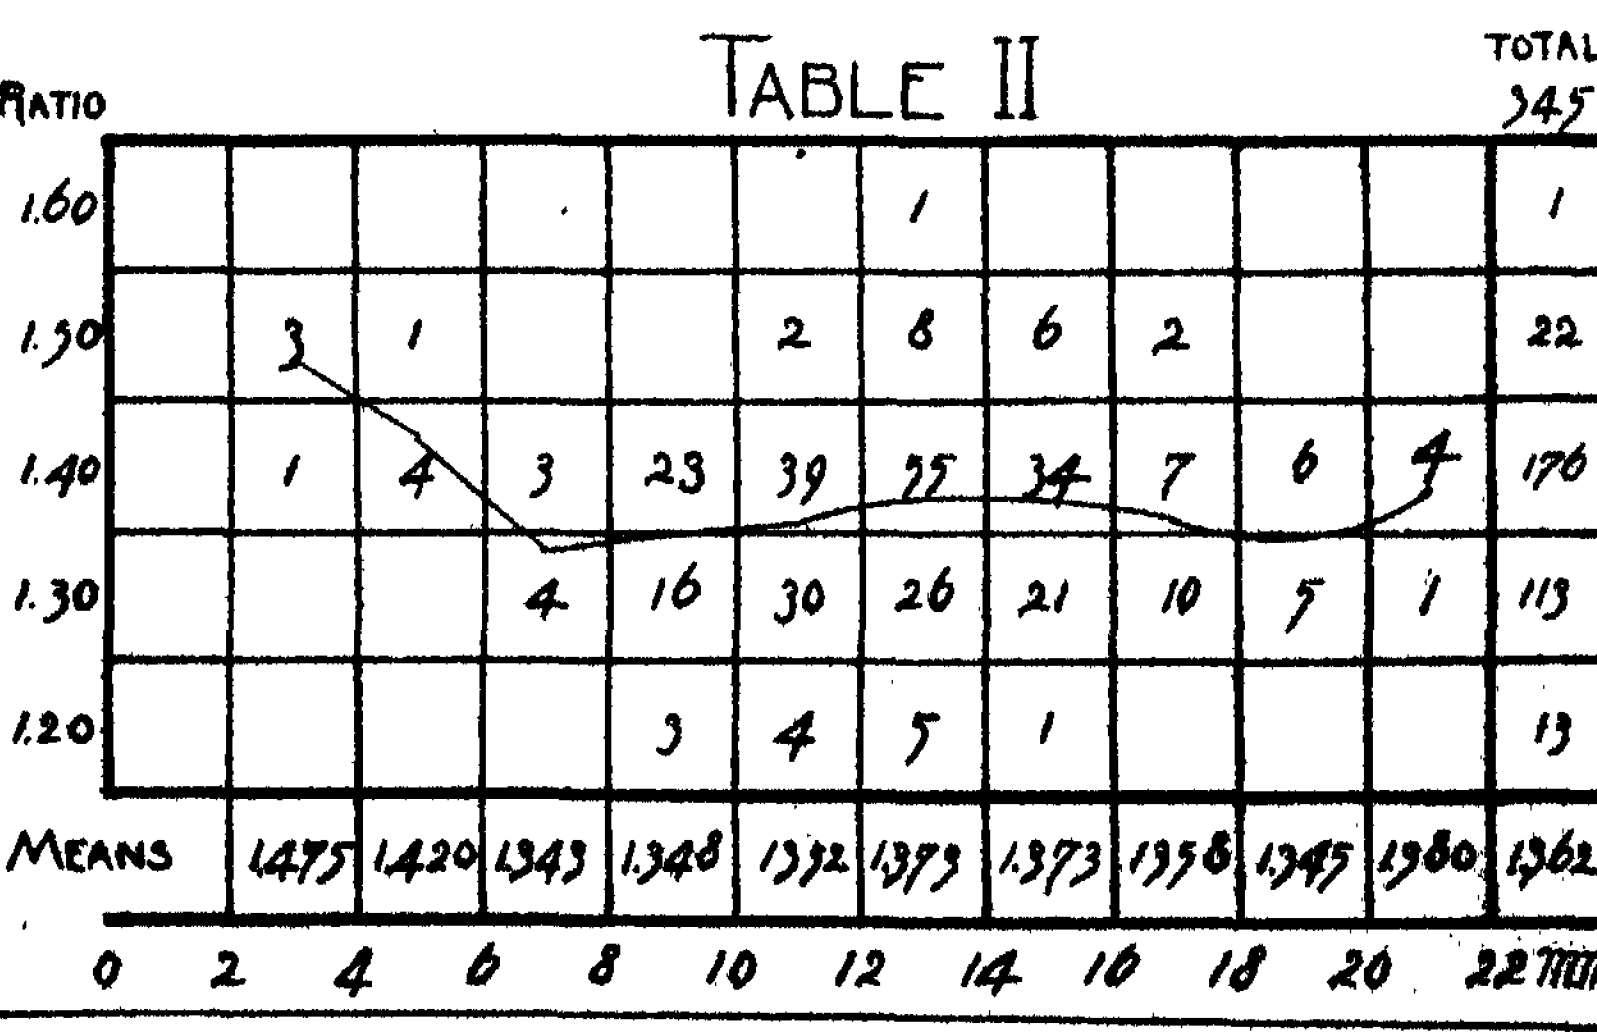 TABLE II
TOTAL
RATIO 345
1.60 1 1
1.50 3 1 2 8 6 2 22
1.40 1 4 3 23 39 55 34 7 6 4 176
1.30 4 16 30 26 21 10 5 1 113
1.20 3 4 5 1 13
MEANS 1.475 1.420 1.343 1.348 1352 1.373 1.373 1.358 1.345 1.380 1.362
0 2 4 6 8 10 12 14 16 18 20 22 mm